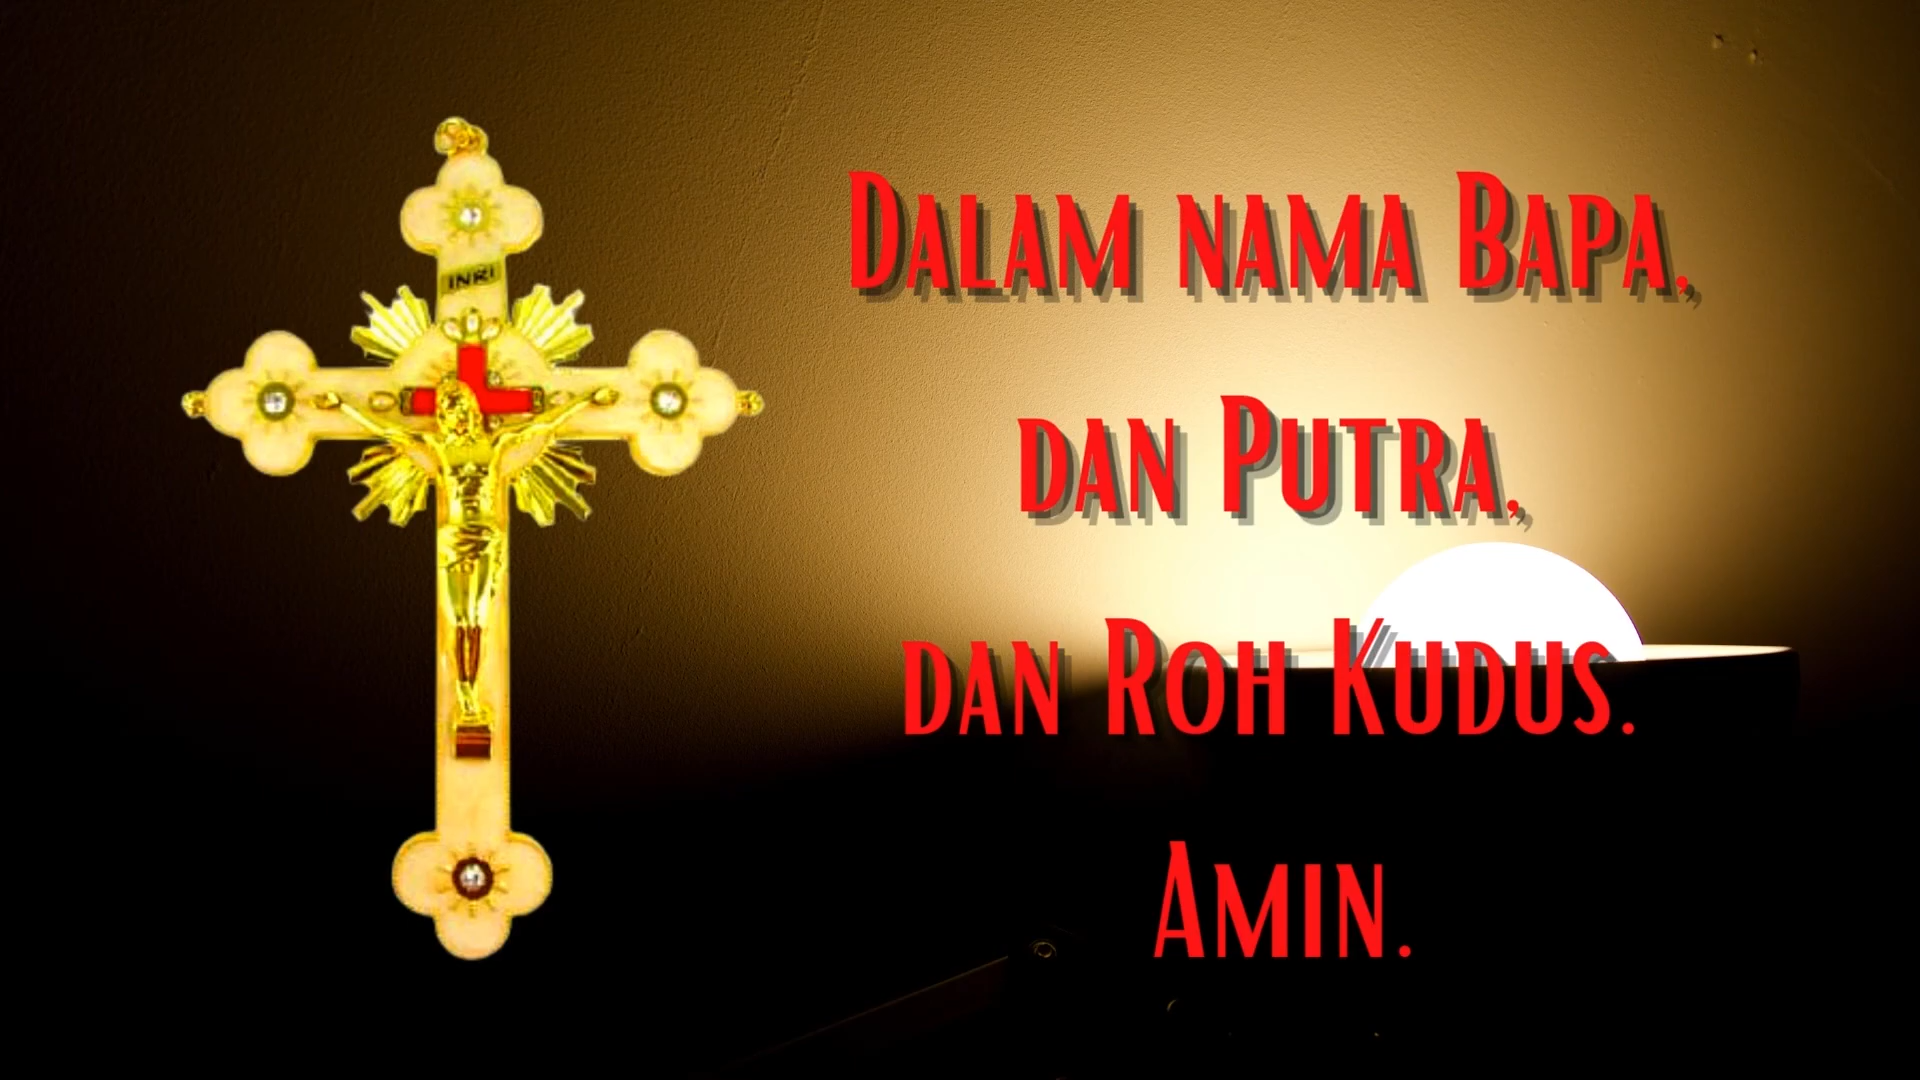 INRI
Dalam nama Bapa,
dan Putra,
dan Roh Kudus.
Amin.